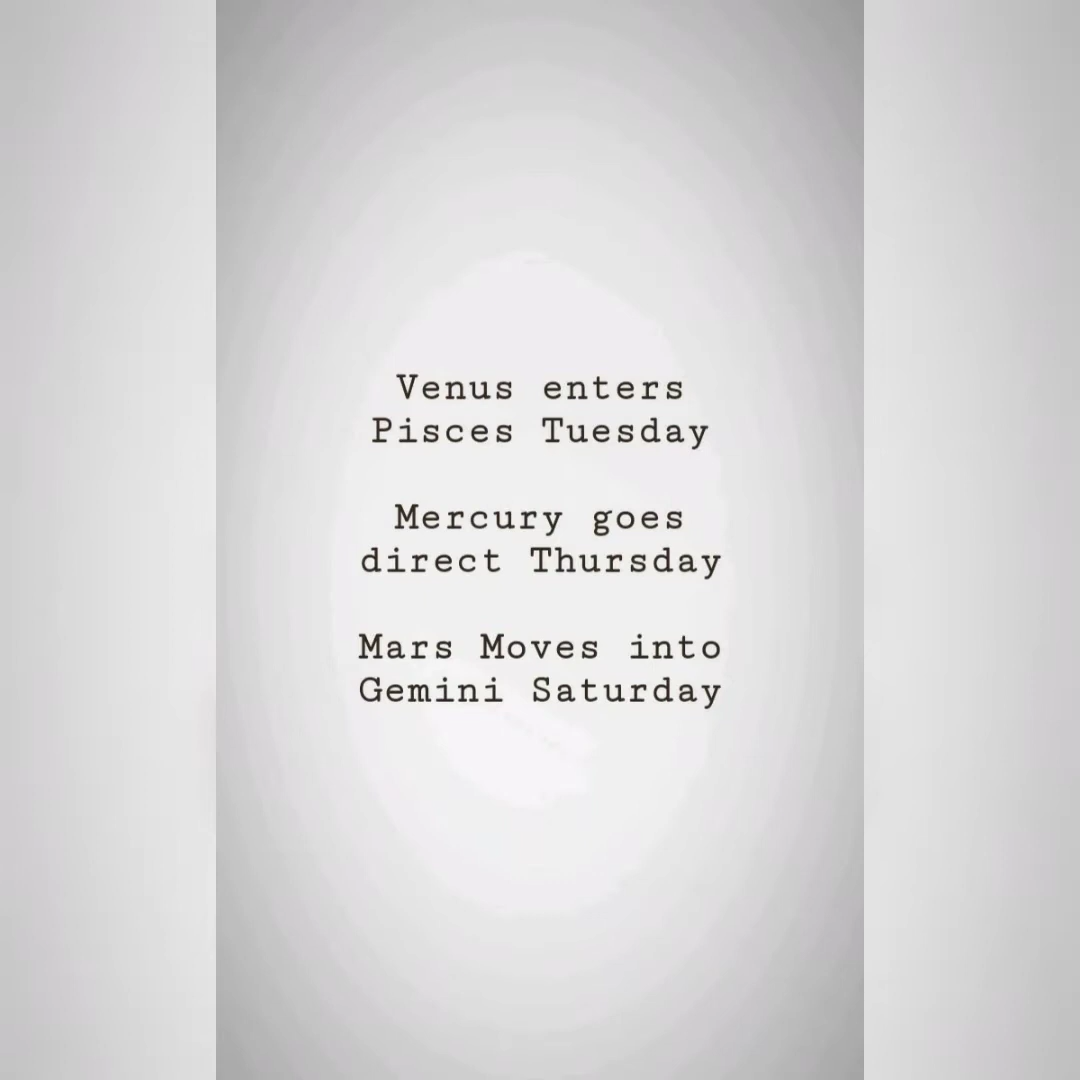 Venus enters
Pisces Tuesday
Mercury goes
direct Thursday
Mars Moves into
Gemini Saturday